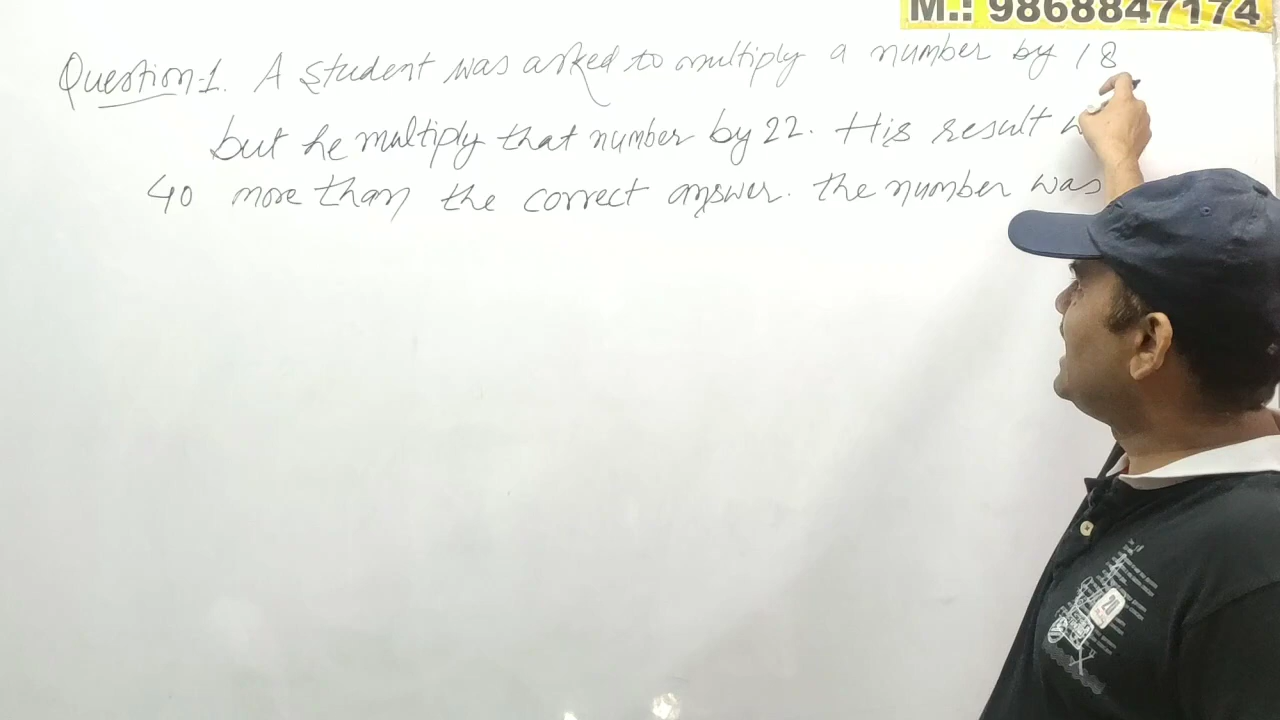 M.: 9868847174
Question-1. A student was asked to multiply a number by 18
but he multiply that number by 22. His result
40 more than the correct answer. the number was